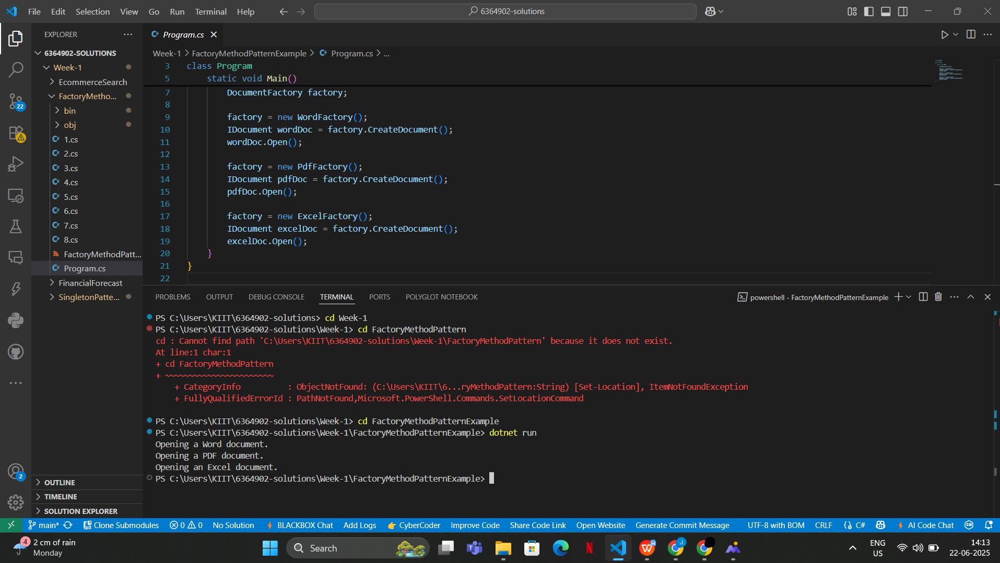 File Edit Selection View Go Run Terminal Help
6364902-solutions
EXPLORER
6364902-SOLUTIONS
Week-1
EcommerceSearch
FactoryMetho...
bin
obj
1.cs
2.cs
3.cs
4.cs
5.cs
6.cs
7.cs
8.cs
FactoryMethodPatt...
Program.cs
FinancialForecast
SingletonPatte...
OUTLINE
TIMELINE
SOLUTION EXPLORER
22
2
Program.cs
Week-1 > FactoryMethodPatternExample > Program.cs > ...
3 class Program
5 static void Main()
7 DocumentFactory factory;
8
9 factory = new WordFactory();
10 IDocument wordDoc = factory.CreateDocument();
11 wordDoc.Open();
12
13 factory = new PdfFactory();
14 IDocument pdfDoc = factory.CreateDocument();
15 pdfDoc.Open();
16
17 factory = new ExcelFactory();
18 IDocument excelDoc = factory.CreateDocument();
19 excelDoc.Open();
20 }
21 }
22
PROBLEMS OUTPUT DEBUG CONSOLE TERMINAL PORTS POLYGLOT NOTEBOOK
powershell - FactoryMethodPatternExample
PS C:\Users\KIIT\6364902-solutions> cd Week-1
PS C:\Users\KIIT\6364902-solutions\Week-1> cd FactoryMethodPattern
cd : Cannot find path 'C:\Users\KIIT\6364902-solutions\Week-1\FactoryMethodPattern' because it does not exist.
At line:1 char:1
+ cd FactoryMethodPattern
+ ~~~~~~~~~~~~~~~~~~~~~~~
+ CategoryInfo : ObjectNotFound: (C:\Users\KIIT\6...ryMethodPattern:String) [Set-Location], ItemNotFoundException
+ FullyQualifiedErrorId : PathNotFound,Microsoft.PowerShell.Commands.SetLocationCommand
PS C:\Users\KIIT\6364902-solutions\Week-1> cd FactoryMethodPatternExample
PS C:\Users\KIIT\6364902-solutions\Week-1\FactoryMethodPatternExample> dotnet run
Opening a Word document.
Opening a PDF document.
Opening an Excel document.
PS C:\Users\KIIT\6364902-solutions\Week-1\FactoryMethodPatternExample>
main* Clone Submodules 0 0 No Solution BLACKBOX Chat Add Logs CyberCoder Improve Code Share Code Link Open Website Generate Commit Message UTF-8 with BOM CRLF C# AI Code Chat
4
2 cm of rain
Monday
Search
ENG
US
14:13
22-06-2025